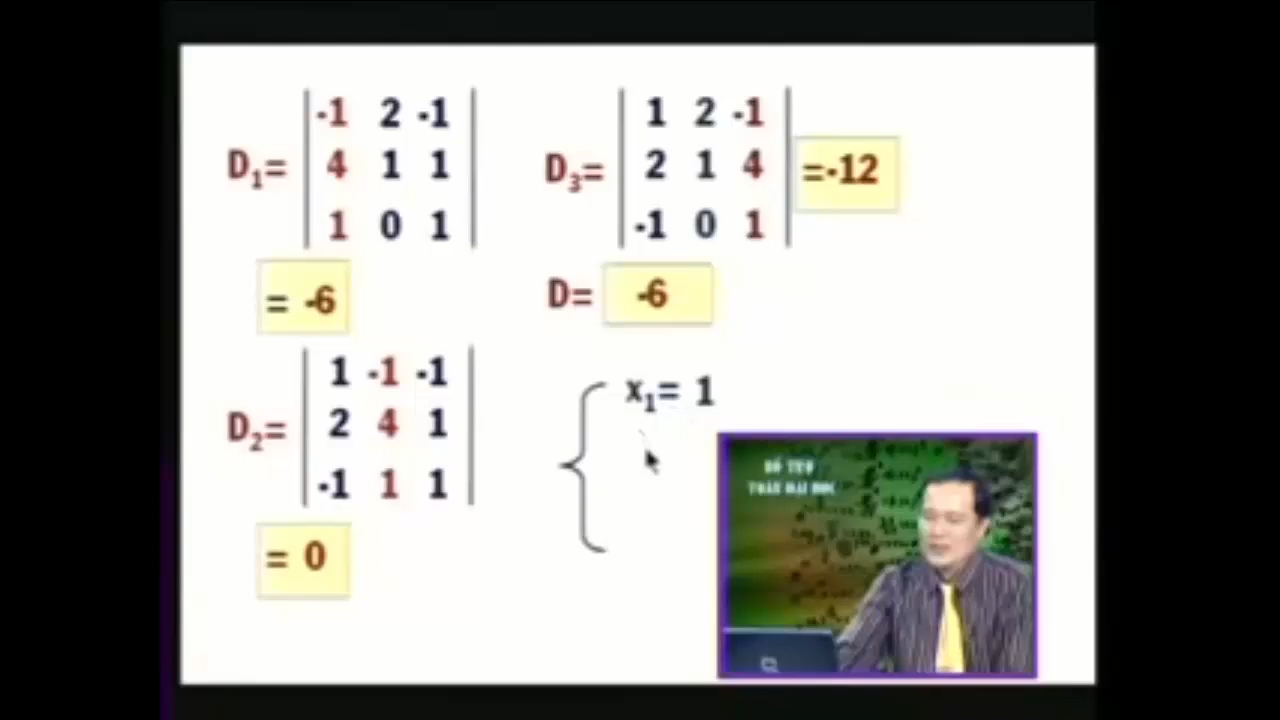 D₁= | -1 2 -1 |
| 4 1 1 |
| 1 0 1 |
= -6
D₂= | 1 -1 -1 |
| 2 4 1 |
| -1 1 1 |
= 0
D₃= | 1 2 -1 | =-12
| 2 1 4 |
| -1 0 1 |
D= -6
{ x₁= 1